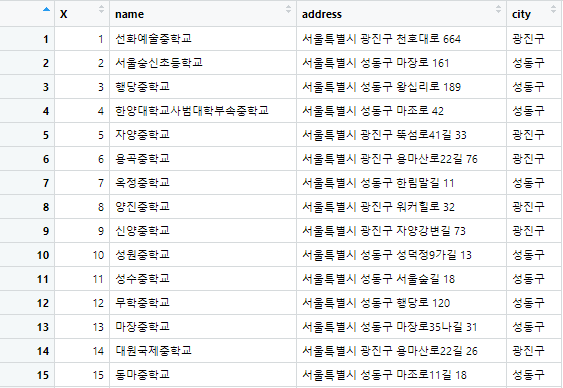 X name address city
1 1 선화예술중학교 서울특별시 광진구 천호대로 664 광진구
2 2 서울숭신초등학교 서울특별시 성동구 마장로 161 성동구
3 3 행당중학교 서울특별시 성동구 왕십리로 189 성동구
4 4 한양대학교사범대학부속중학교 서울특별시 성동구 마조로 42 성동구
5 5 자양중학교 서울특별시 광진구 뚝섬로41길 33 광진구
6 6 용곡중학교 서울특별시 광진구 용마산로22길 76 광진구
7 7 옥정중학교 서울특별시 성동구 한림말길 11 성동구
8 8 양진중학교 서울특별시 광진구 워커힐로 32 광진구
9 9 신양중학교 서울특별시 광진구 자양강변길 73 광진구
10 10 성원중학교 서울특별시 성동구 성덕정9가길 13 성동구
11 11 성수중학교 서울특별시 성동구 서울숲길 18 성동구
12 12 무학중학교 서울특별시 성동구 행당로 120 성동구
13 13 마장중학교 서울특별시 성동구 마장로35나길 31 성동구
14 14 대원국제중학교 서울특별시 광진구 용마산로22길 26 광진구
15 15 동마중학교 서울특별시 성동구 마조로11길 18 성동구